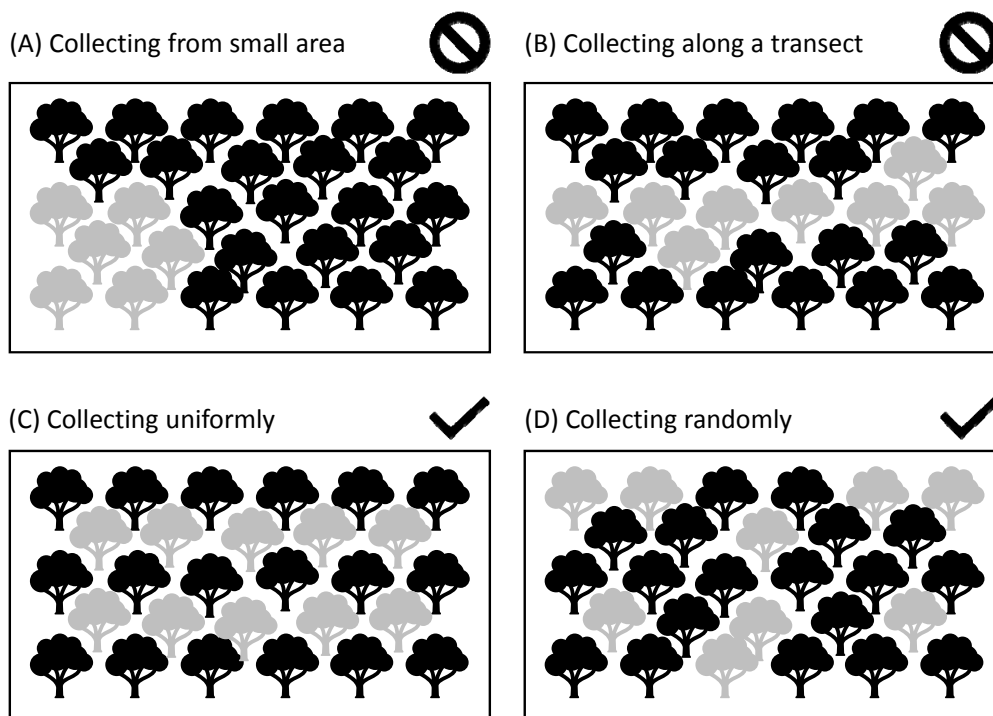 (A) Collecting from small area
(B) Collecting along a transect
(C) Collecting uniformly
(D) Collecting randomly